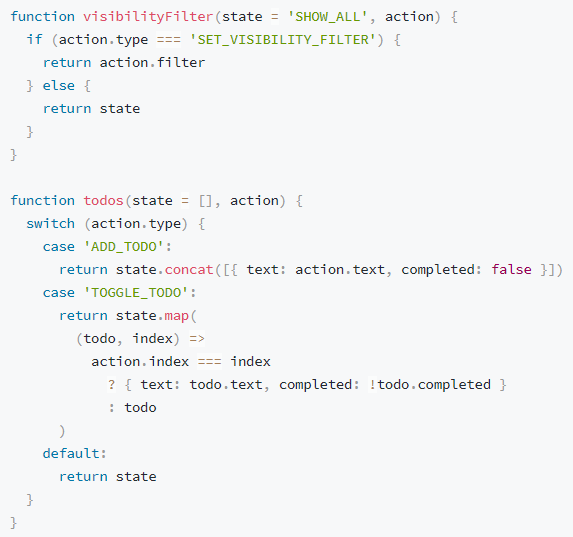 function visibilityFilter(state = 'SHOW_ALL', action) {
  if (action.type === 'SET_VISIBILITY_FILTER') {
    return action.filter
  } else {
    return state
  }
}

function todos(state = [], action) {
  switch (action.type) {
    case 'ADD_TODO':
      return state.concat([{ text: action.text, completed: false }])
    case 'TOGGLE_TODO':
      return state.map(
        (todo, index) =>
          action.index === index
            ? { text: todo.text, completed: !todo.completed }
            : todo
      )
    default:
      return state
  }
}